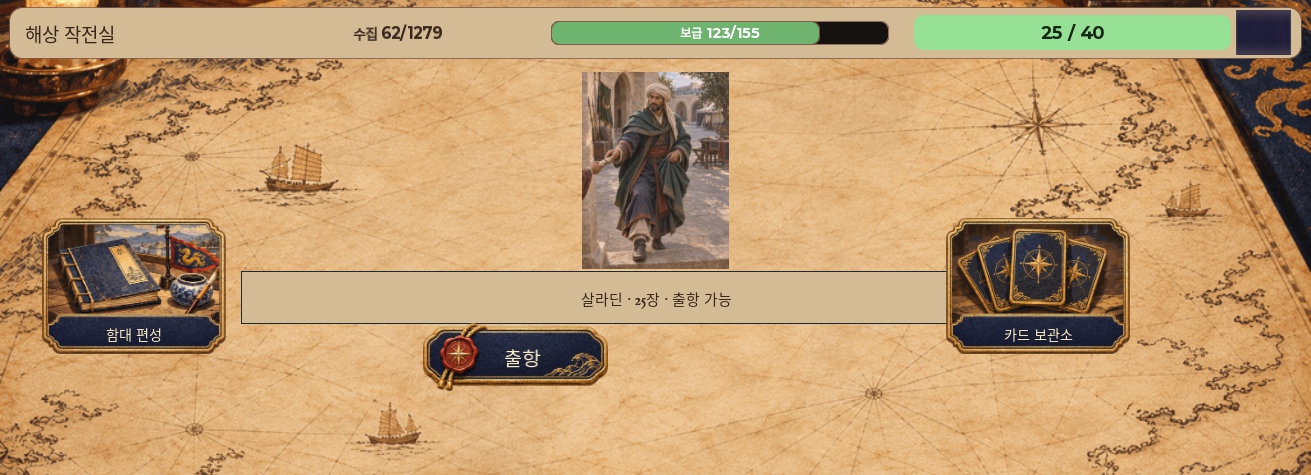 해상 작전실
수집 62/1279
보급 123/155
25 / 40
살라딘 · 25장 · 출항 가능
함대 편성
카드 보관소
출항